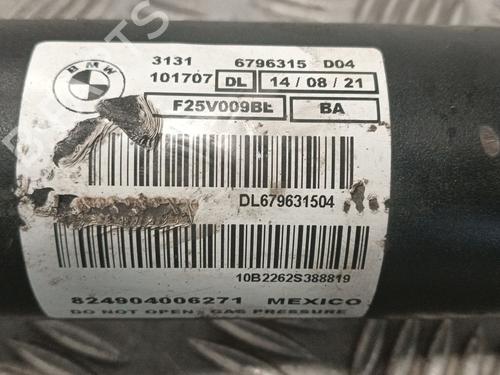 BMW
3131 6796315 D04
101707 DL 14/08/21
F25V009BE BA
DL679631504
10B2262S388819
824904006271 MEXICO
DO NOT OPEN; GAS PRESSURE